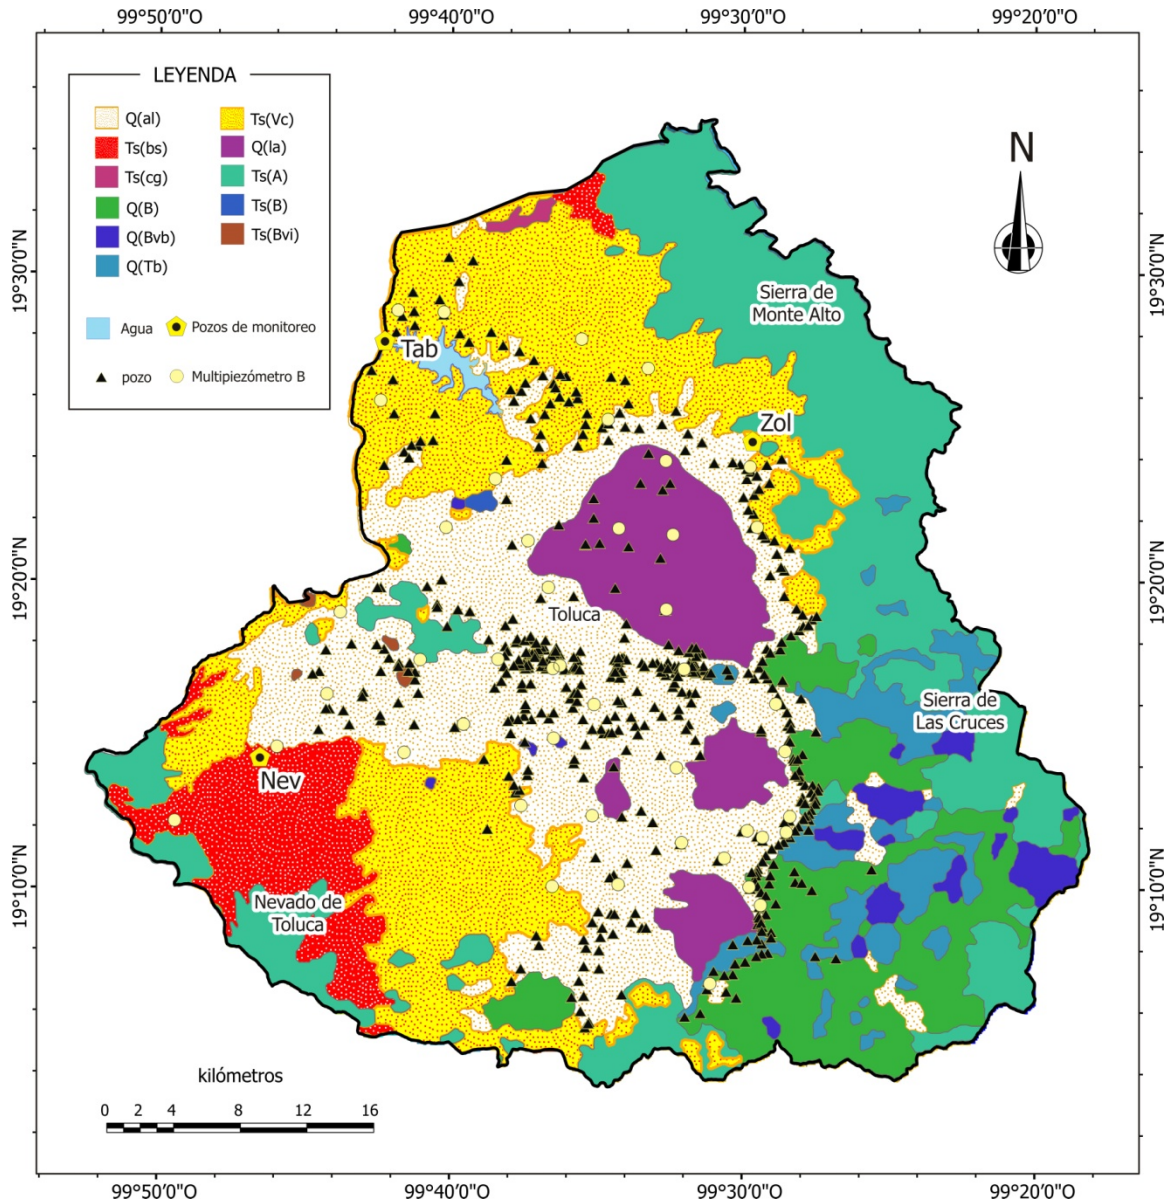 99°50’0”O 99°40’0”O 99°30’0”O 99°20’0”O
LEYENDA
Q(al) Ts(Vc)
Ts(bs) Q(la)
Ts(cg) Ts(A)
Q(B) Ts(B)
Q(Bvb) Ts(Bvi)
Q(Tb)
Agua Pozos de monitoreo
pozo Multipiezómetro B
N
19°30’0”N 19°30’0”N
Sierra de
Monte Alto
Tab
Zol
19°20’0”N 19°20’0”N
Toluca
Sierra de
Las Cruces
Nev
19°10’0”N 19°10’0”N
Nevado de
Toluca
kilómetros
0 2 4 8 12 16
99°50’0”O 99°40’0”O 99°30’0”O 99°20’0”O